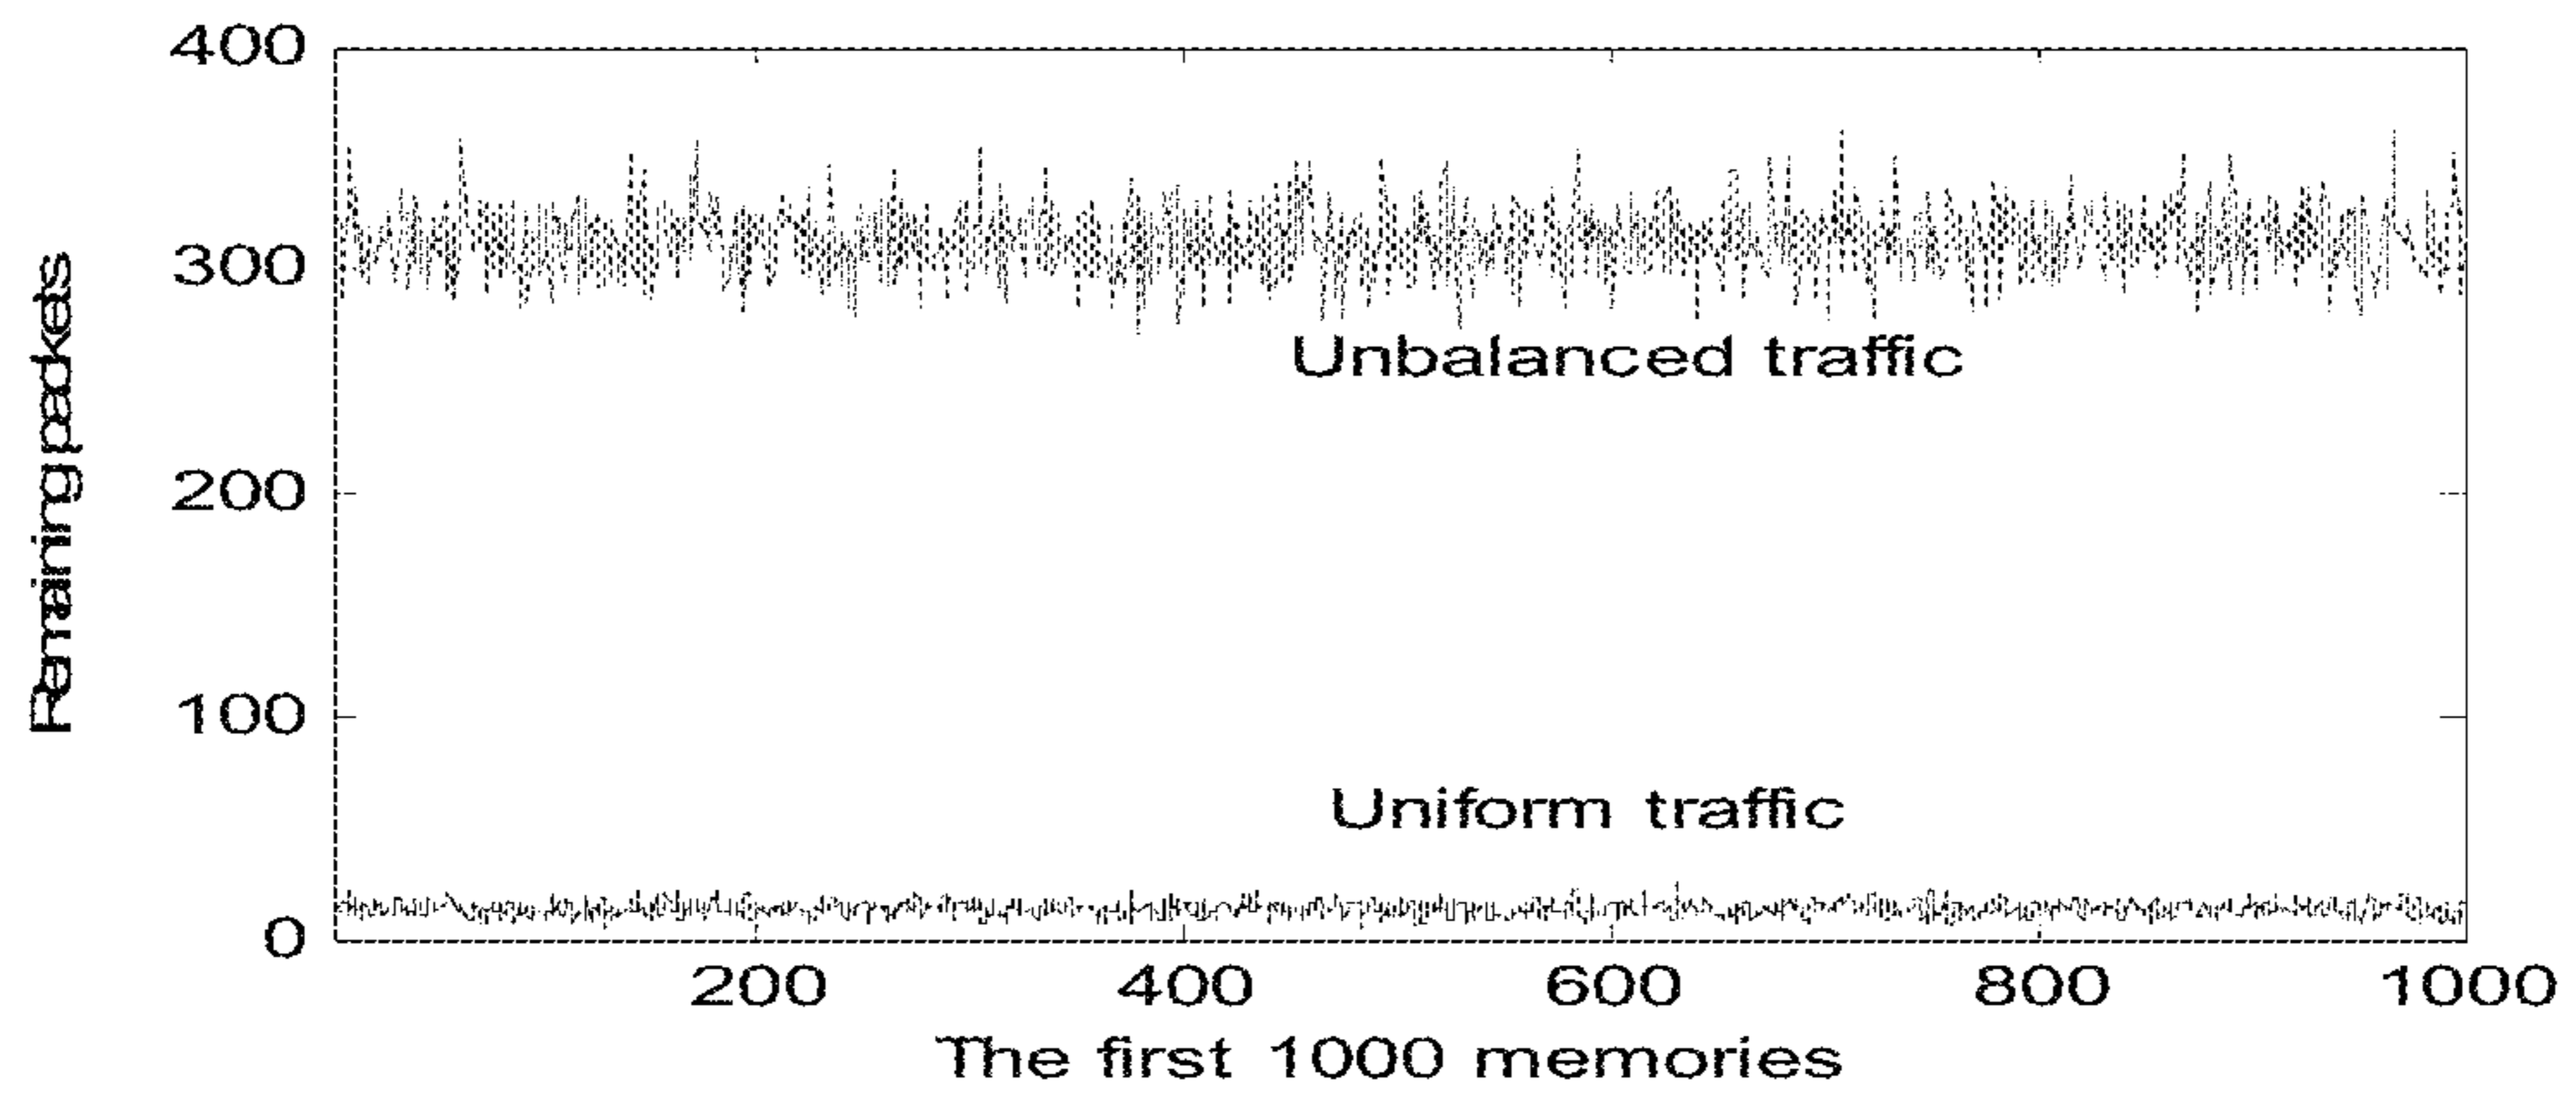 400
300
200
100
0
Remaining packets
Unbalanced traffic
Uniform traffic
200 400 600 800 1000
The first 1000 memories